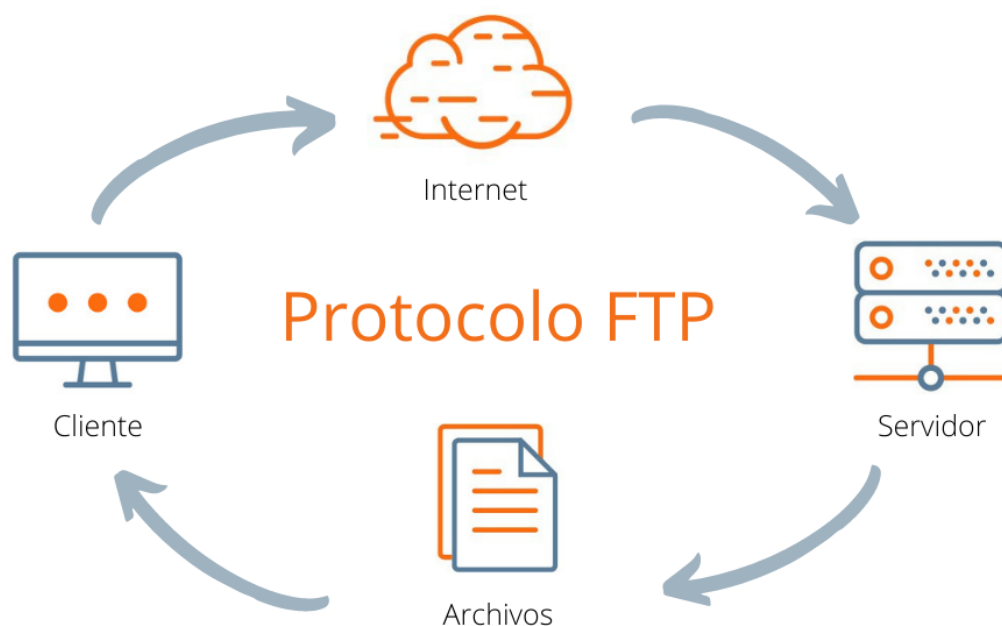 Internet
Protocolo FTP
Cliente
Servidor
Archivos